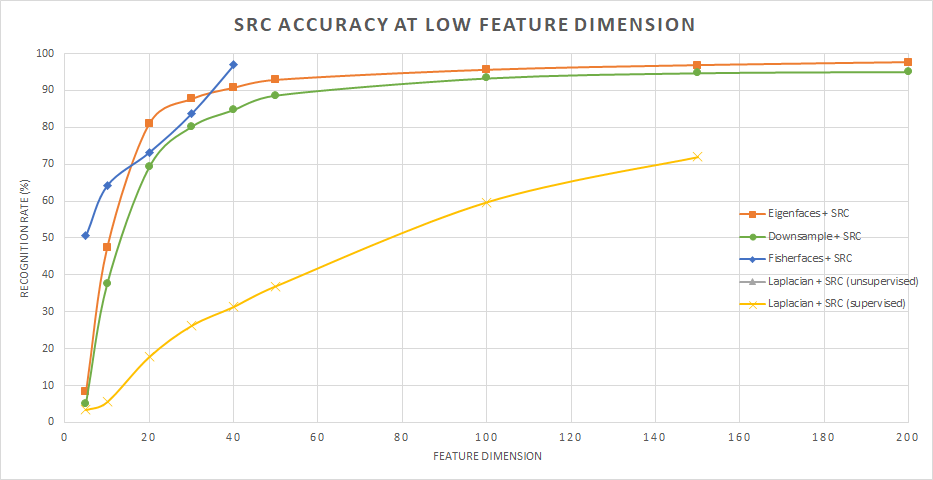 SRC ACCURACY AT LOW FEATURE DIMENSION
100
90
80
70
60
50
40
30
20
10
0
RECOGNITION RATE (%)
0 20 40 60 80 100 120 140 160 180 200
FEATURE DIMENSION
Eigenfaces + SRC
Downsample + SRC
Fisherfaces + SRC
Laplacian + SRC (unsupervised)
Laplacian + SRC (supervised)